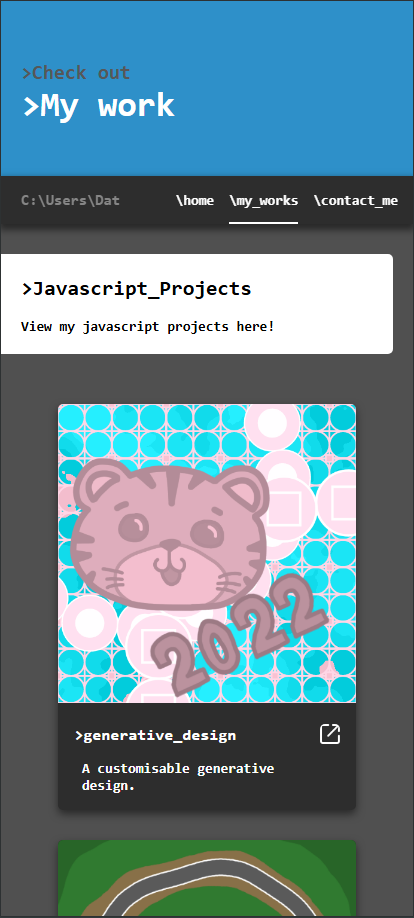 >Check out
>My work
C:\Users\Dat \home \my_works \contact_me
>Javascript_Projects
View my javascript projects here!
2022
>generative_design
A customisable generative
design.